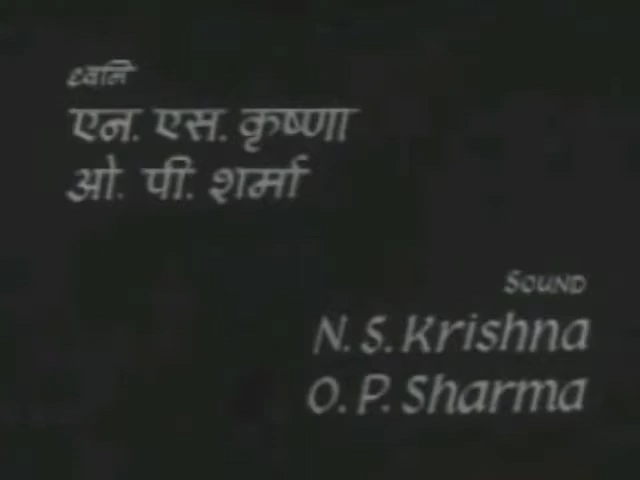 ध्वनि
एन. एस. कृष्णा
ओ. पी. शर्मा
SOUND
N. S. Krishna
O. P. Sharma